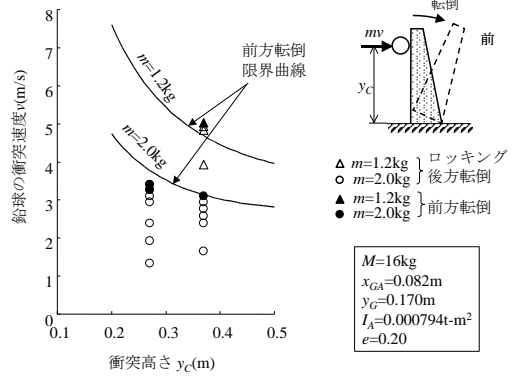 8
7
6
5
4
3
2
1
0
鉛球の衝突速度v(m/s)
0.1 0.2 0.3 0.4 0.5
衝突高さ yC(m)
前方転倒
限界曲線
m=1.2kg
m=2.0kg
転倒
前
mv
yC
△ m=1.2kg
○ m=2.0kg
ロッキング
後方転倒
▲ m=1.2kg
● m=2.0kg
前方転倒
M=16kg
xGA=0.082m
yG=0.170m
IA=0.000794t-m²
e=0.20